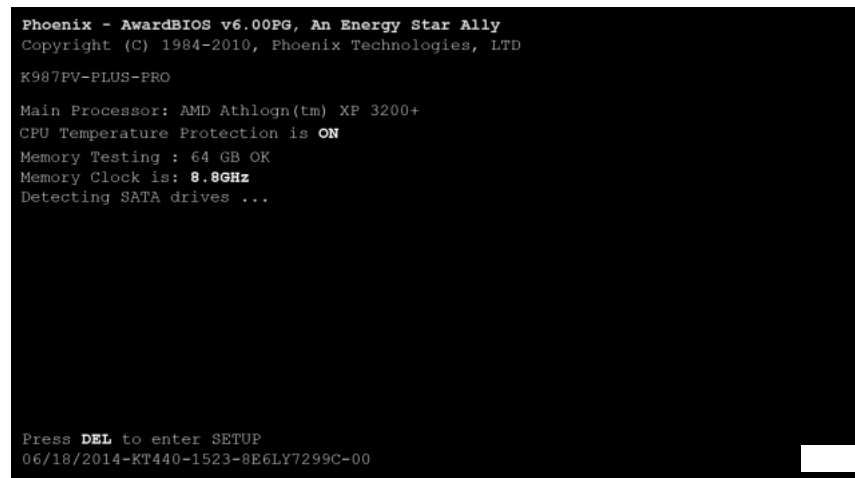 Phoenix - AwardBIOS v6.00PG, An Energy Star Ally
Copyright (C) 1984-2010, Phoenix Technologies, LTD
K987PV-PLUS-PRO
Main Processor: AMD Athlogn(tm) XP 3200+
CPU Temperature Protection is ON
Memory Testing : 64 GB OK
Memory Clock is: 8.8GHz
Detecting SATA drives ...
Press DEL to enter SETUP
06/18/2014-KT440-1523-8E6LY7299C-00